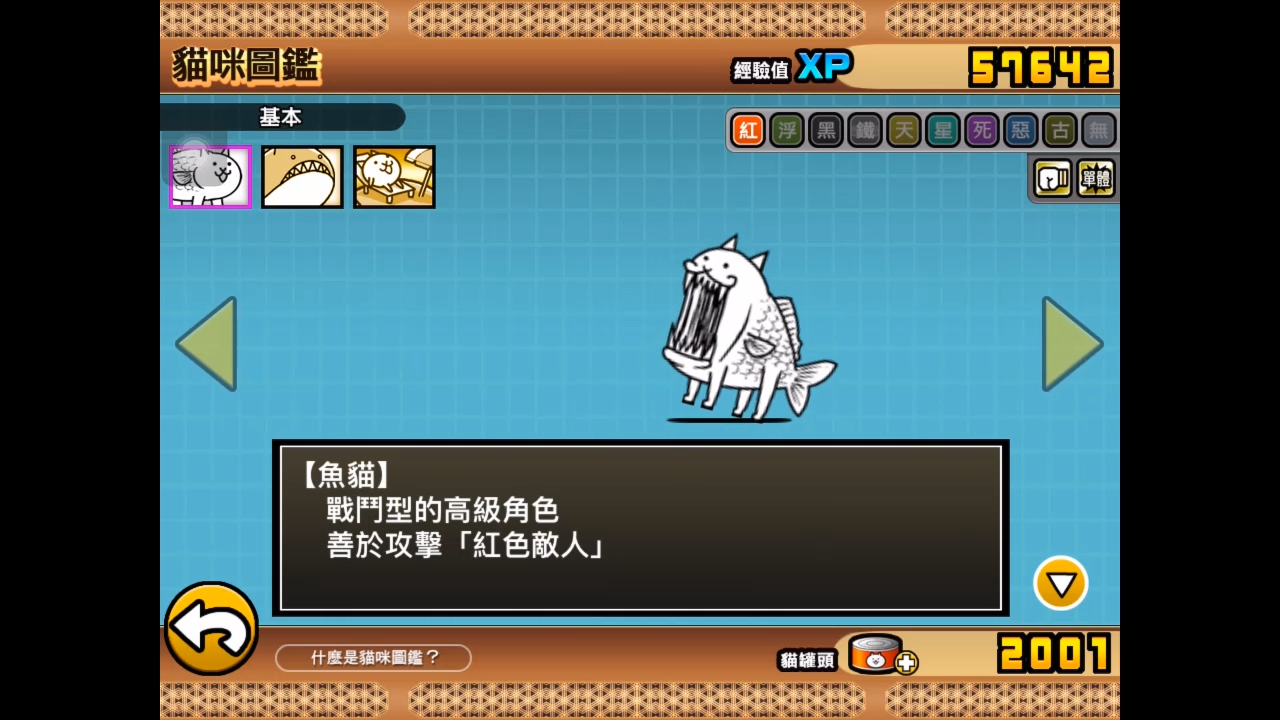 貓咪圖鑑
經驗值 XP 57642
基本
紅 浮 黑 鐵 天 星 死 惡 古 無
單體
【魚貓】
戰鬥型的高級角色
善於攻擊「紅色敵人」
什麼是貓咪圖鑑？
貓罐頭 2001